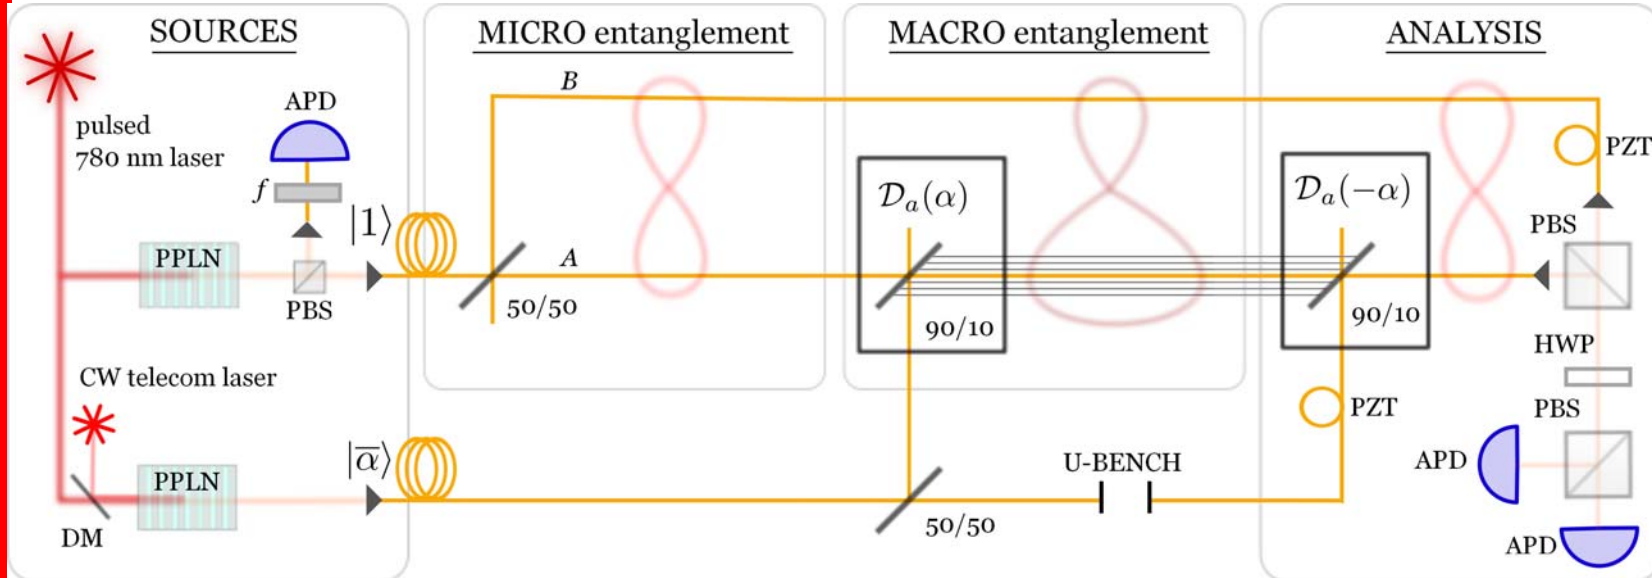 SOURCES
MICRO entanglement
MACRO entanglement
ANALYSIS
pulsed
780 nm laser
APD
f
|1⟩
PPLN
PBS
B
A
50/50
𝒟ₐ(α)
90/10
𝒟ₐ(−α)
90/10
PZT
PBS
HWP
PBS
APD
APD
CW telecom laser
DM
PPLN
|ᾱ⟩
50/50
U-BENCH
PZT